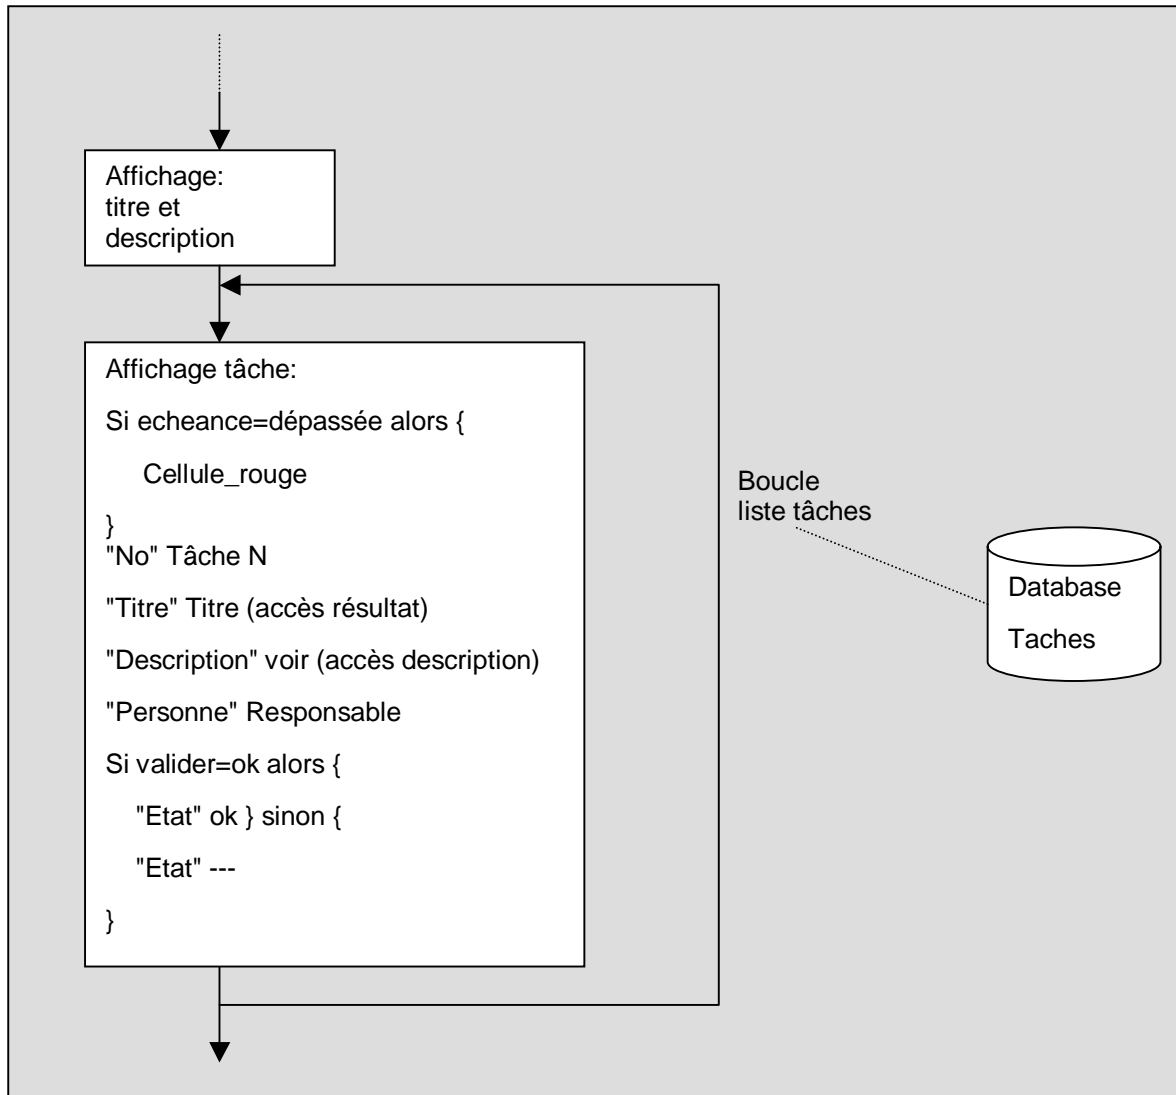 Affichage:
titre et
description
Affichage tâche:
Si echeance=dépassée alors {
Cellule_rouge
}
"No" Tâche N
"Titre" Titre (accès résultat)
"Description" voir (accès description)
"Personne" Responsable
Si valider=ok alors {
"Etat" ok } sinon {
"Etat" ---
}
Boucle
liste tâches
Database
Taches